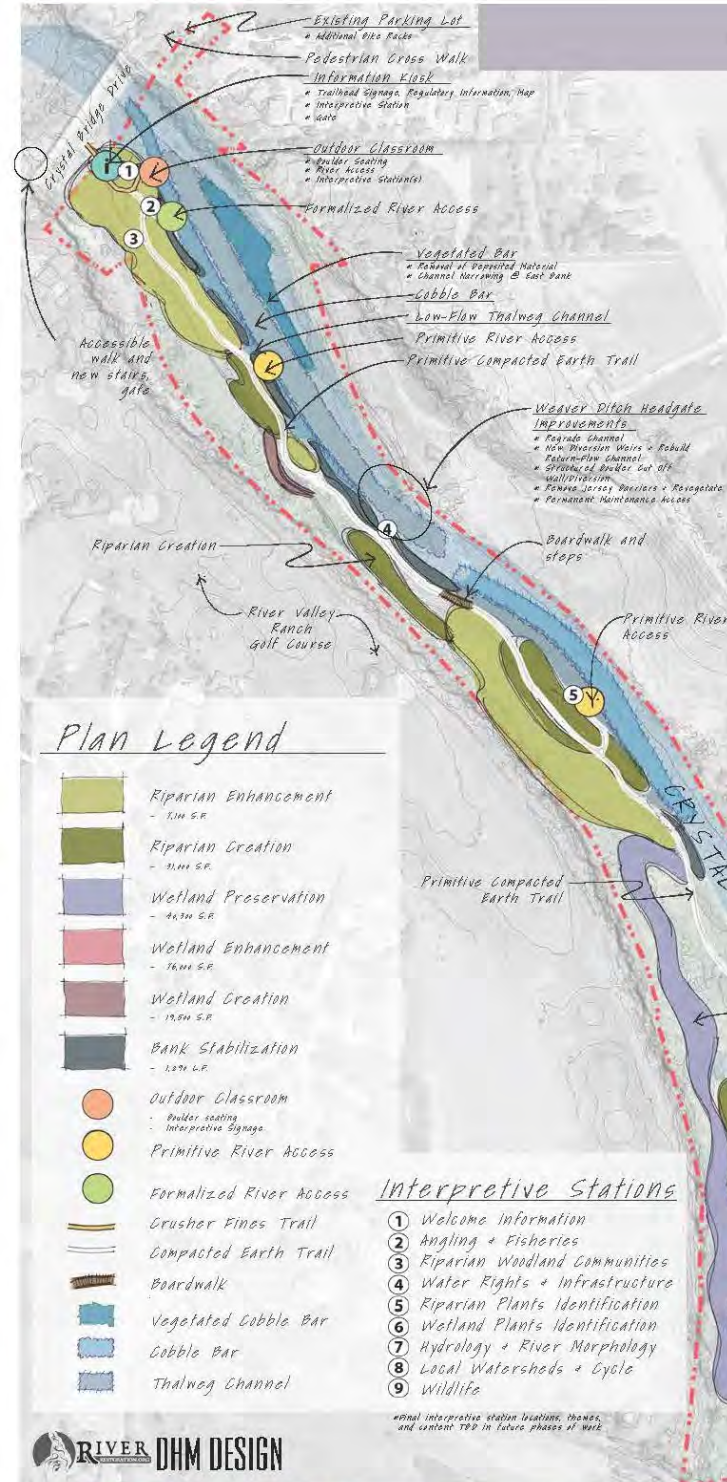 Existing Parking Lot
* Additional Bike Racks
Pedestrian Cross Walk
Information Kiosk
* Trailhead Signage, Regulatory Information, Map
* Interpretive Station
* Gate
Crystal Bridge Drive
Outdoor Classroom
* Boulder Seating
* River Access
* Interpretive Station(s)
Formalized River Access
i
1
2
3
Vegetated Bar
* Removal of Deposited Material
* Channel Narrowing @ East Bank
Cobble Bar
Low-Flow Thalweg Channel
Primitive River Access
Primitive Compacted Earth Trail
Accessible
walk and
new stairs,
gate
Weaver Ditch Headgate
Improvements
* Regrade Channel
* New Diversion Weirs + Rebuild
Return-Flow Channel
* Structured Boulder Cut Off
Wall/Diversion
* Remove Jersey Barriers + Revegetate
* Permanent Maintenance Access
4
Riparian Creation
Boardwalk and
steps
River Valley
Ranch
Golf Course
Primitive River
Access
5
CRYSTAL
Primitive Compacted
Earth Trail
Plan Legend
Riparian Enhancement
Riparian Creation
Wetland Preservation
Wetland Enhancement
Wetland Creation
Bank Stabilization
Outdoor Classroom
- Boulder seating
- Interpretive Signage
Primitive River Access
Formalized River Access
Crusher Fines Trail
Compacted Earth Trail
Boardwalk
Vegetated Cobble Bar
Cobble Bar
Thalweg Channel
Interpretive Stations
1 Welcome Information
2 Angling + Fisheries
3 Riparian Woodland Communities
4 Water Rights + Infrastructure
5 Riparian Plants Identification
6 Wetland Plants Identification
7 Hydrology + River Morphology
8 Local Watersheds + Cycle
9 Wildlife
*Final interpretive station locations, themes,
and content TBD in future phases of work
RIVER DHM DESIGN
RESTORATION.ORG